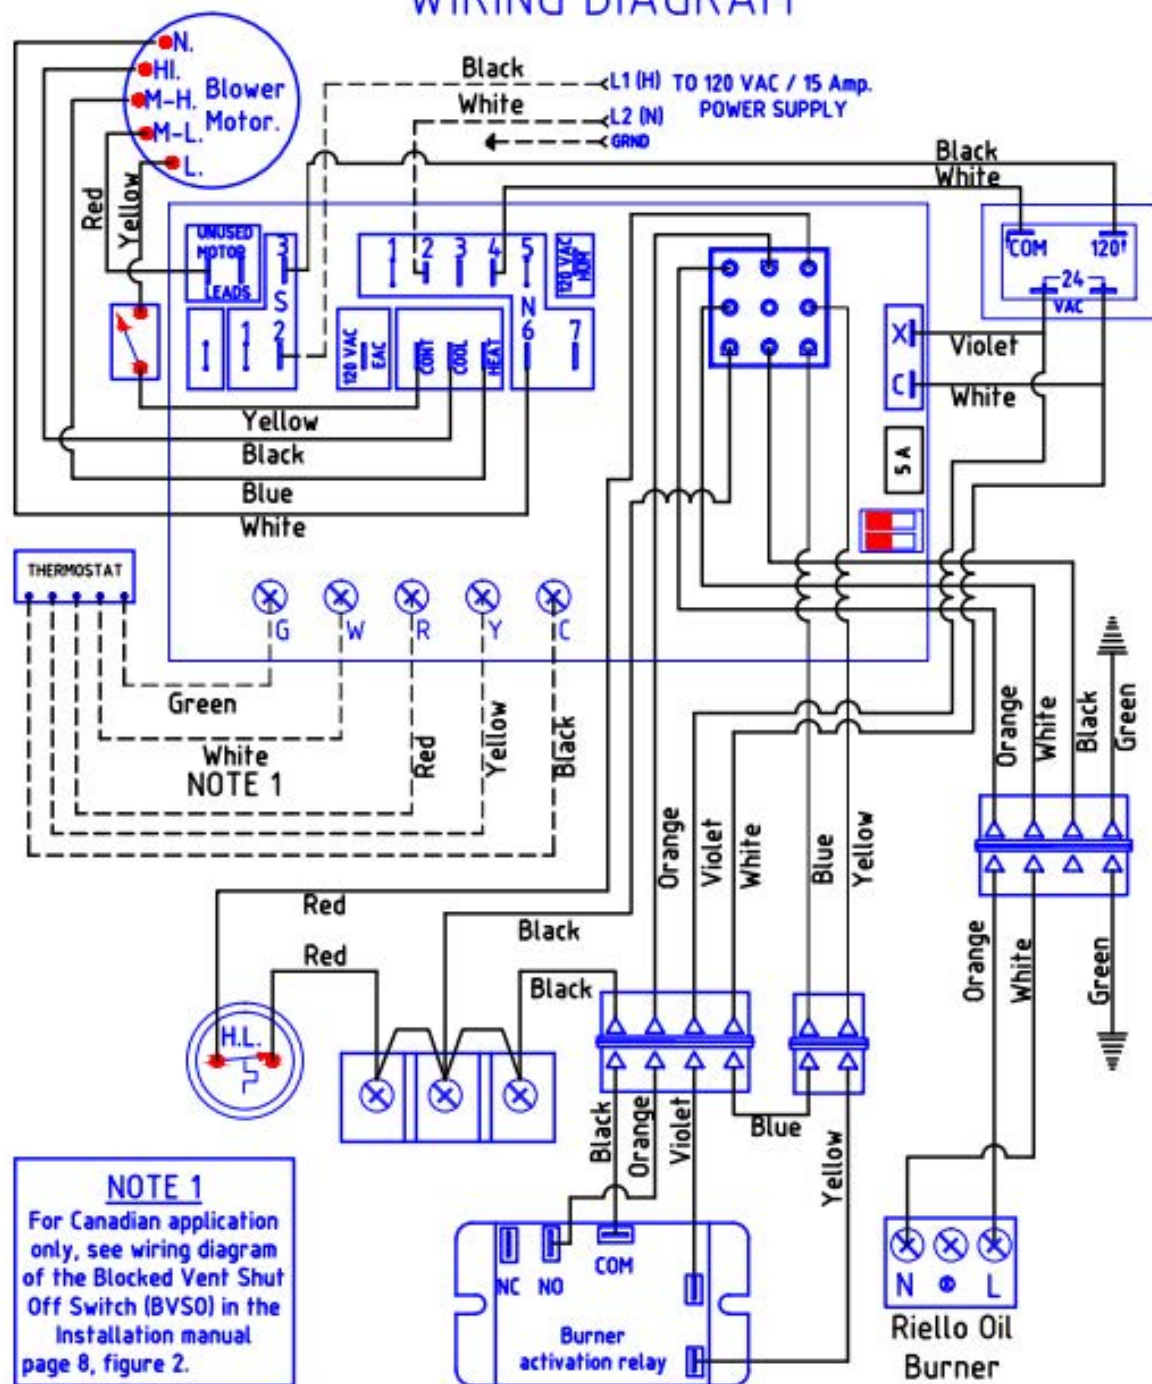 WIRING DIAGRAM
N.
HI.
M-H.
M-L.
L.
Blower
Motor.
Black
White
L1 (H)
L2 (N)
GRND
TO 120 VAC / 15 Amp.
POWER SUPPLY
Black
White
Red
Yellow
UNUSED
MOTOR
LEADS
3
S
1
2
1
2
3
4
5
N
6
7
120 VAC
HUM
120 VAC
EAC
CONT
COOL
HEAT
COM
120
24
VAC
X
C
Violet
White
5 A
Yellow
Black
Blue
White
THERMOSTAT
G
W
R
Y
C
Green
White
NOTE 1
Red
Yellow
Black
Orange
White
Black
Green
Orange
Violet
White
Blue
Yellow
Red
Black
Red
Black
H.L.
Orange
White
Green
Black
Orange
Violet
Blue
Yellow
NOTE 1
For Canadian application
only, see wiring diagram
of the Blocked Vent Shut
Off Switch (BVSO) in the
Installation manual
page 8, figure 2.
NC
NO
COM
Burner
activation relay
N
L
Riello Oil
Burner